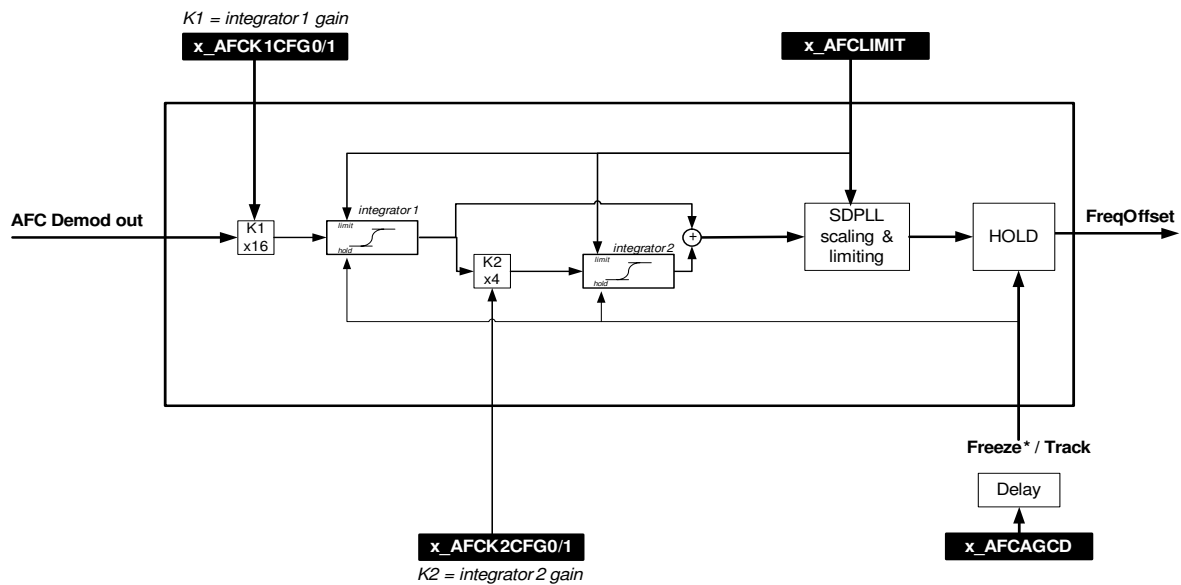 K1 = integrator 1 gain
x_AFCK1CFG0/1
x_AFCLIMIT
AFC Demod out
K1
x16
integrator 1
limit
hold
K2
x4
integrator 2
limit
hold
+
SDPLL
scaling &
limiting
HOLD
FreqOffset
Freeze* / Track
Delay
x_AFCAGCD
x_AFCK2CFG0/1
K2 = integrator 2 gain